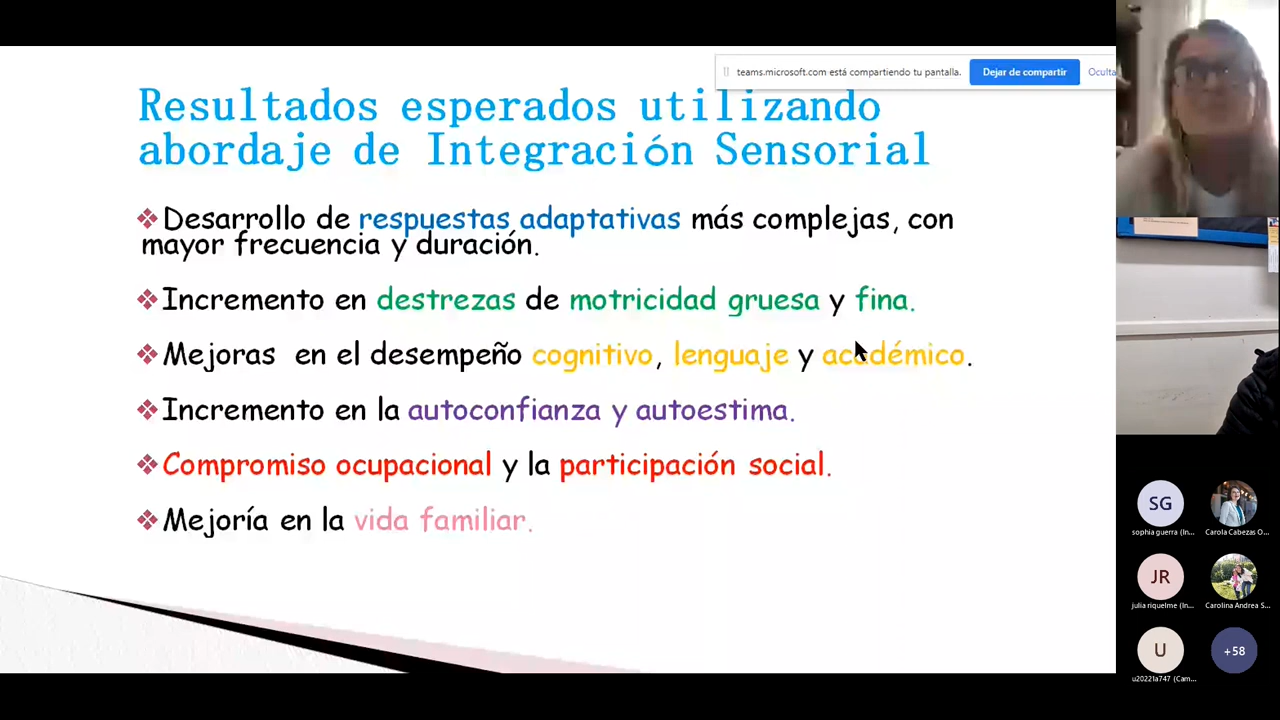 teams.microsoft.com está compartiendo tu pantalla.
Dejar de compartir
Oculta
Resultados esperados utilizando
abordaje de Integración Sensorial
❖Desarrollo de respuestas adaptativas más complejas, con
mayor frecuencia y duración.
❖Incremento en destrezas de motricidad gruesa y fina.
❖Mejoras en el desempeño cognitivo, lenguaje y académico.
❖Incremento en la autoconfianza y autoestima.
❖Compromiso ocupacional y la participación social.
❖Mejoría en la vida familiar.
SG
sophia guerra (In...
Carola Cabezas O...
JR
julia riquelme (In...
Carolina Andrea S...
U
u20221a747 (Cam...
+58